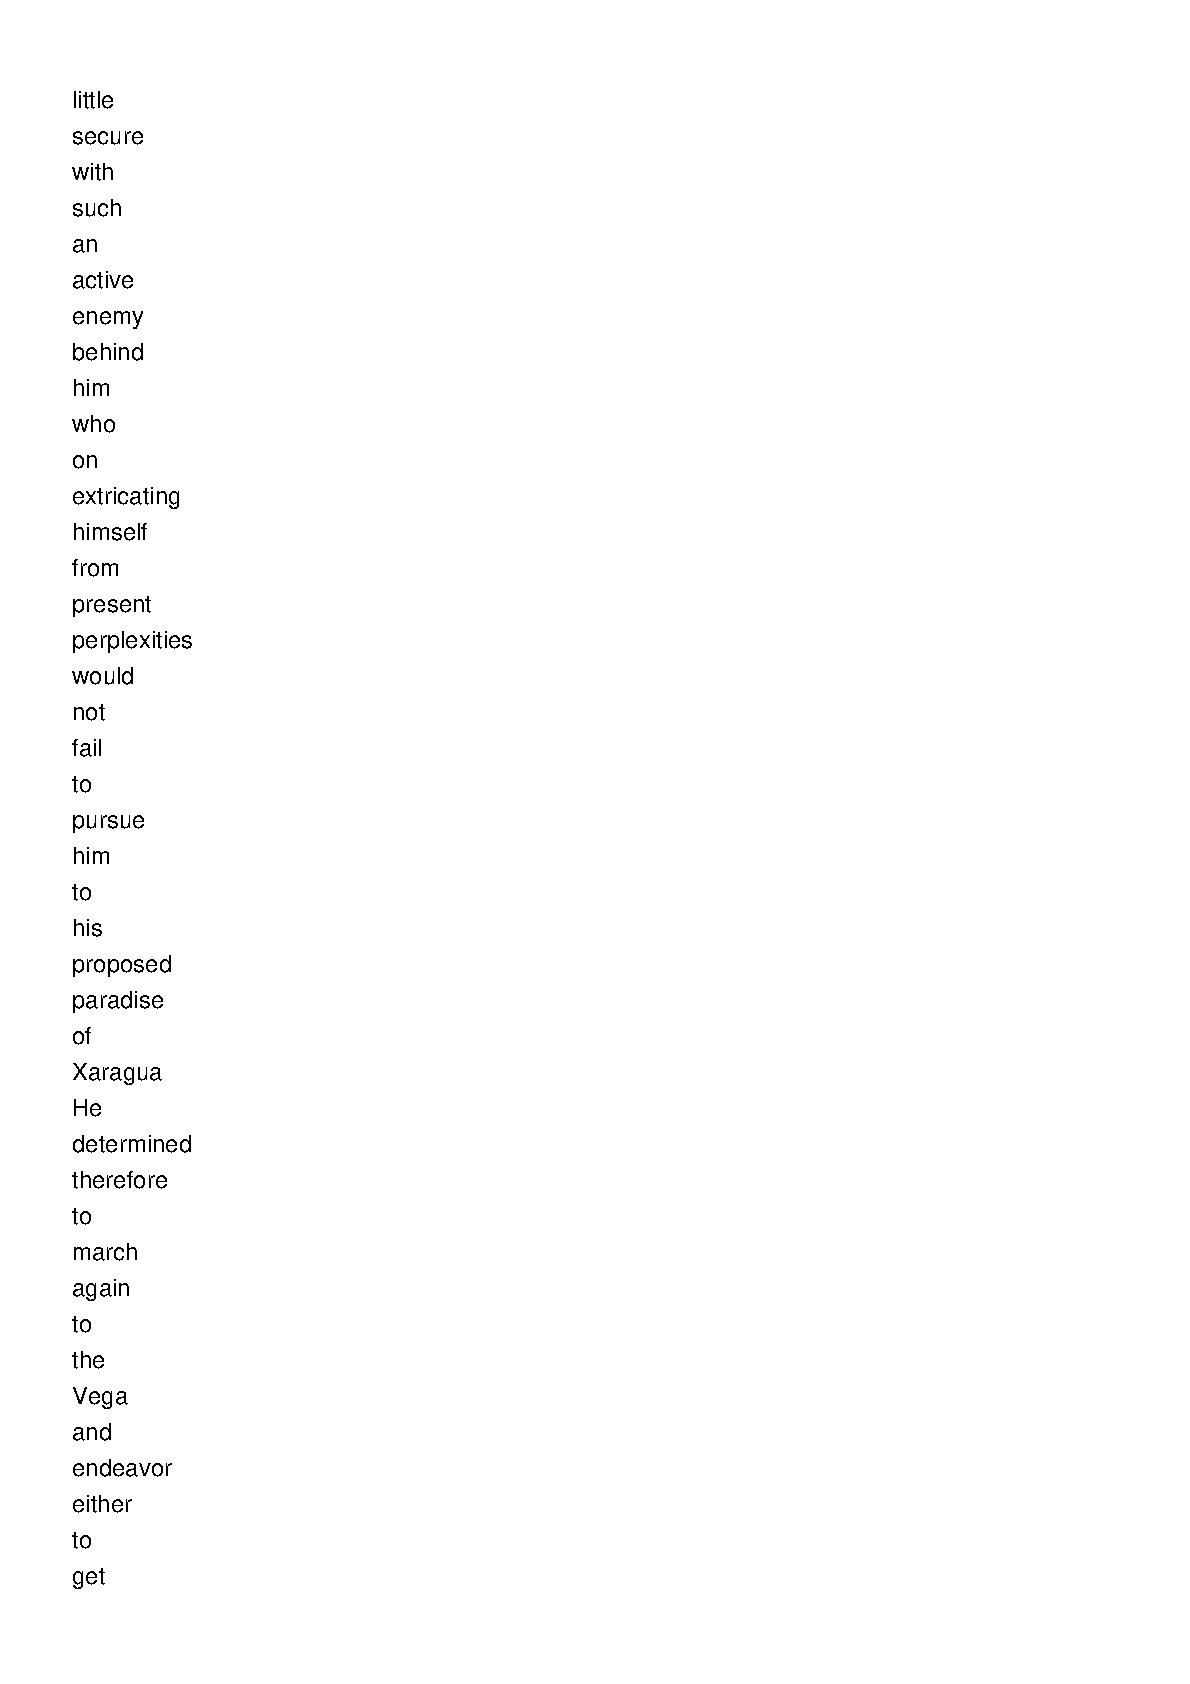 little
secure
with
such
an
active
enemy
behind
him
who
on
extricating
himself
from
present
perplexities
would
not
fail
to
pursue
him
to
his
proposed
paradise
of
Xaragua
He
determined
therefore
to
march
again
to
the
Vega
and
endeavor
either
to
get